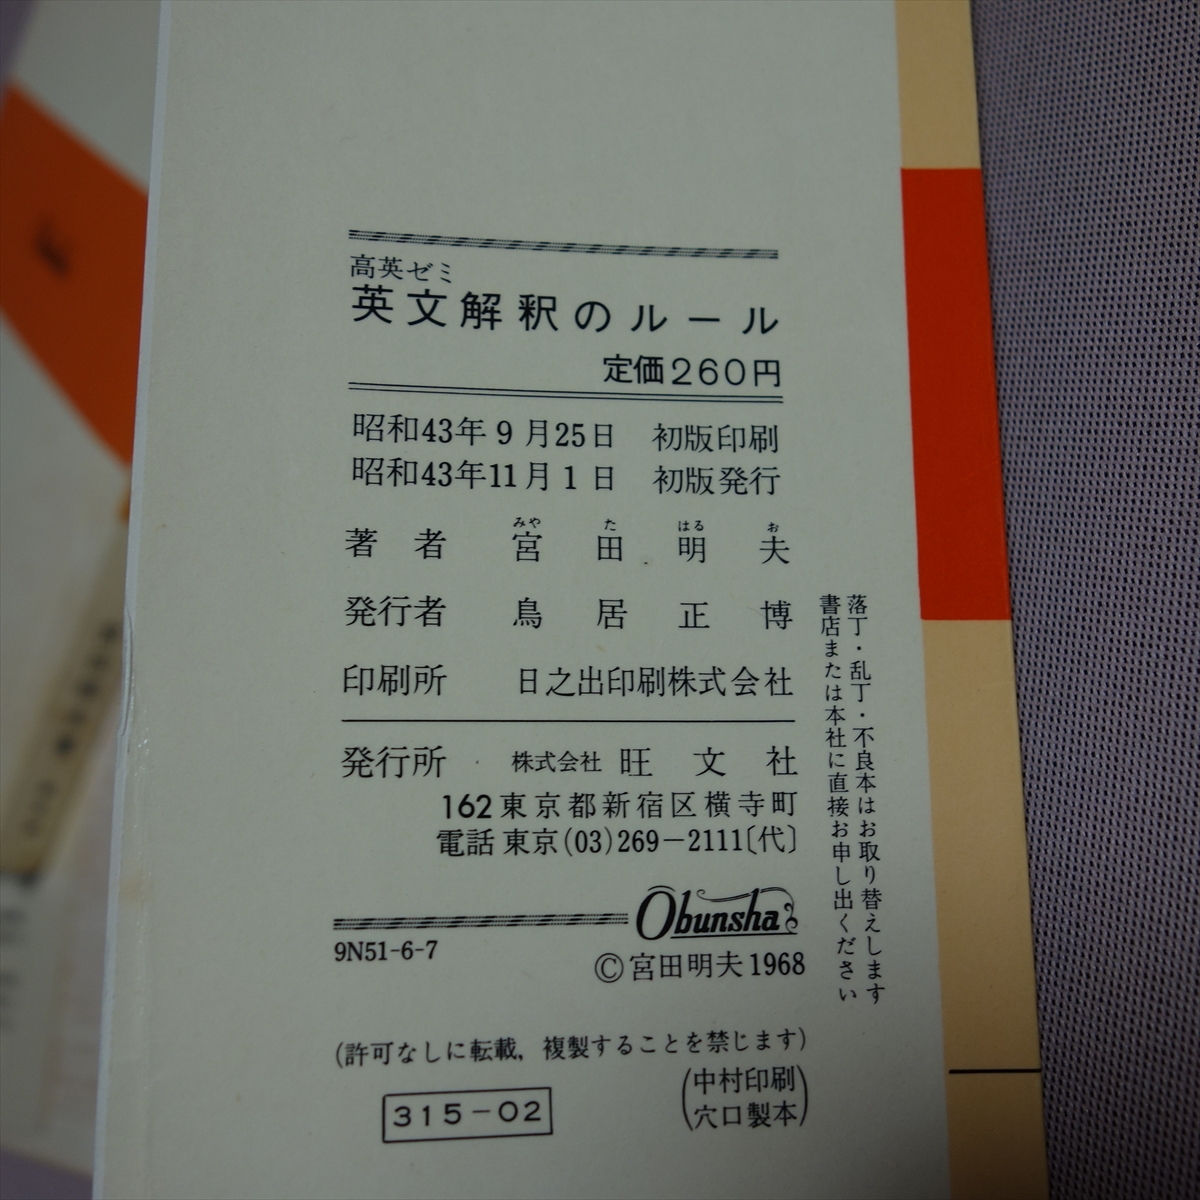 高英ゼミ
英文解釈のルール
定価260円
昭和43年9月25日 初版印刷
昭和43年11月1日 初版発行
みや た はる お
著者 宮田明夫
発行者 鳥居正博
印刷所 日之出印刷株式会社
発行所 株式会社 旺文社
162東京都新宿区横寺町
電話 東京(03)269-2111〔代〕
Obunsha
9N51-6-7
©宮田明夫1968
(許可なしに転載，複製することを禁じます)
315-02
(中村印刷
穴口製本)
落丁・乱丁・不良本はお取り替えします
書店または本社に直接お申し出ください